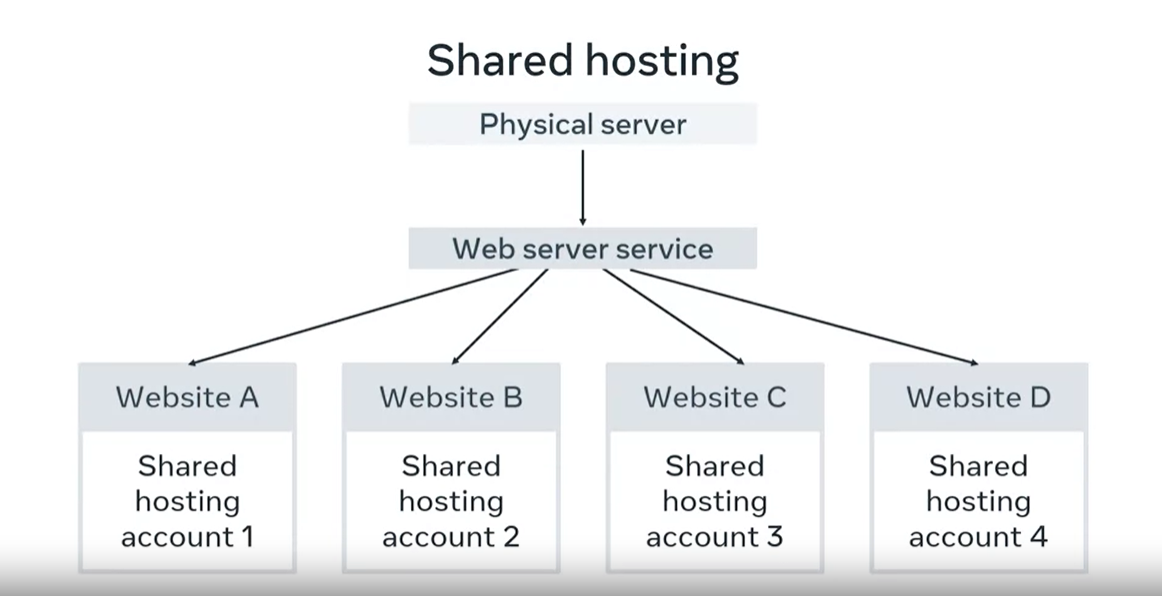 Shared hosting
Physical server
Web server service
Website A
Shared
hosting
account 1
Website B
Shared
hosting
account 2
Website C
Shared
hosting
account 3
Website D
Shared
hosting
account 4